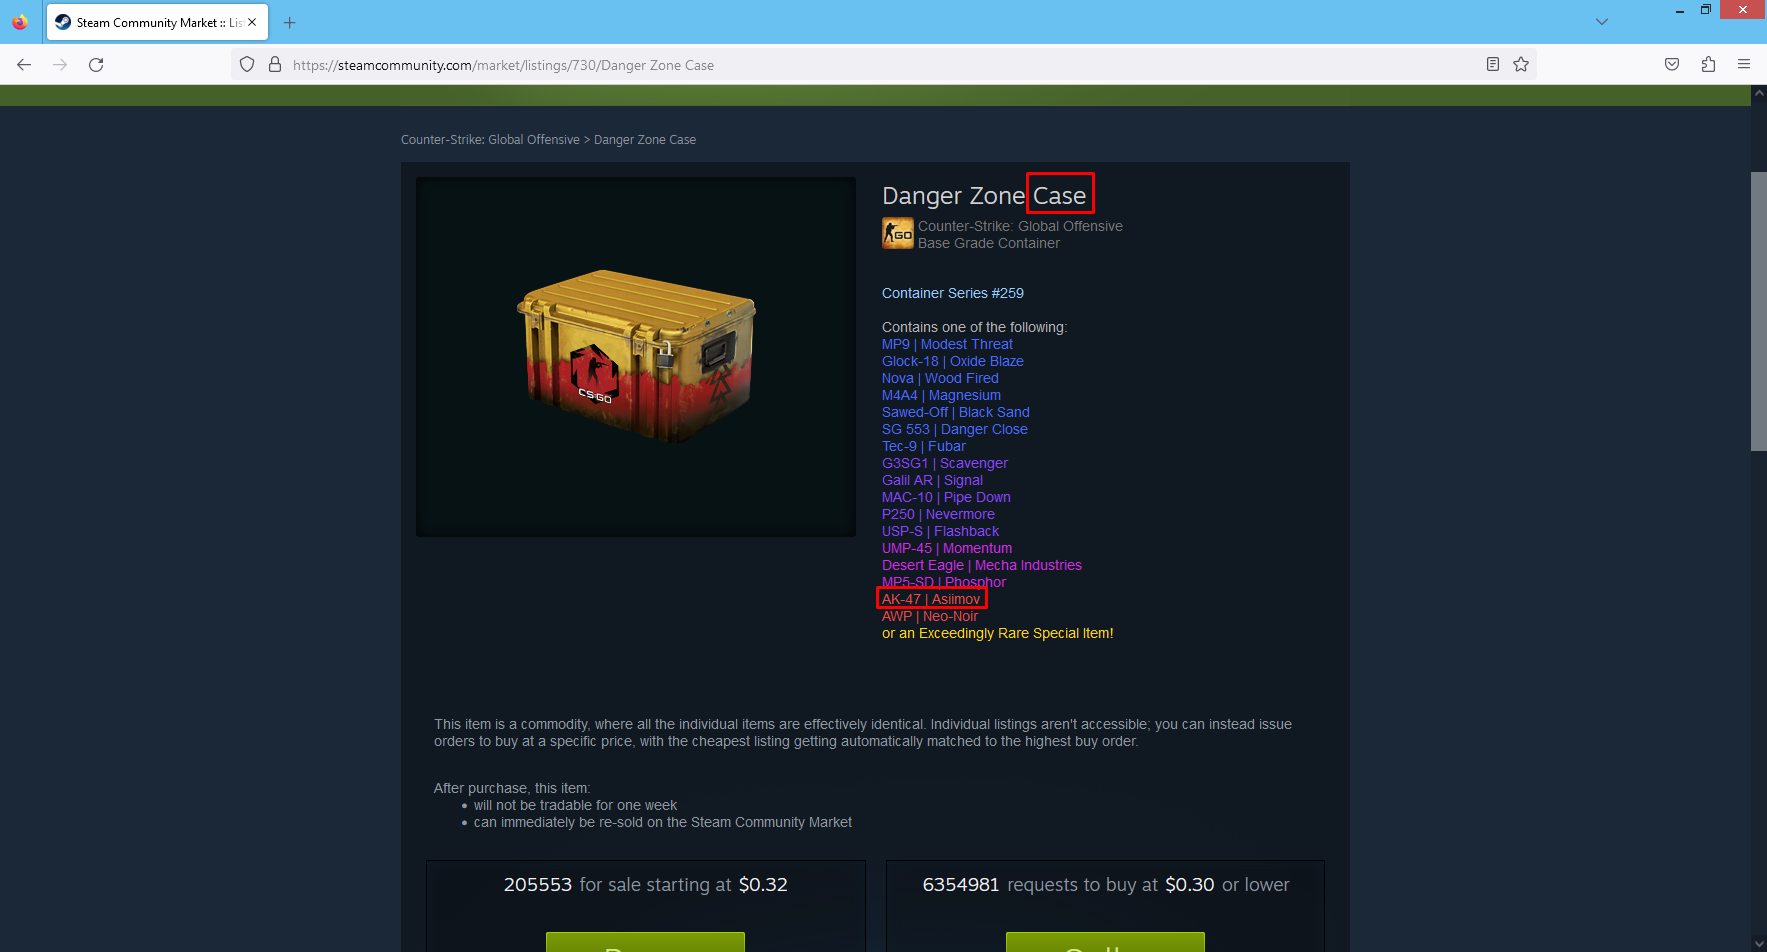 Steam Community Market :: Lis
https://steamcommunity.com/market/listings/730/Danger Zone Case
Counter-Strike: Global Offensive > Danger Zone Case
Danger Zone Case
GO
Counter-Strike: Global Offensive
Base Grade Container
CS:GO
Container Series #259
Contains one of the following:
MP9 | Modest Threat
Glock-18 | Oxide Blaze
Nova | Wood Fired
M4A4 | Magnesium
Sawed-Off | Black Sand
SG 553 | Danger Close
Tec-9 | Fubar
G3SG1 | Scavenger
Galil AR | Signal
MAC-10 | Pipe Down
P250 | Nevermore
USP-S | Flashback
UMP-45 | Momentum
Desert Eagle | Mecha Industries
MP5-SD | Phosphor
AK-47 | Asiimov
AWP | Neo-Noir
or an Exceedingly Rare Special Item!
This item is a commodity, where all the individual items are effectively identical. Individual listings aren't accessible; you can instead issue
orders to buy at a specific price, with the cheapest listing getting automatically matched to the highest buy order.
After purchase, this item:
• will not be tradable for one week
• can immediately be re-sold on the Steam Community Market
205553 for sale starting at $0.32
6354981 requests to buy at $0.30 or lower